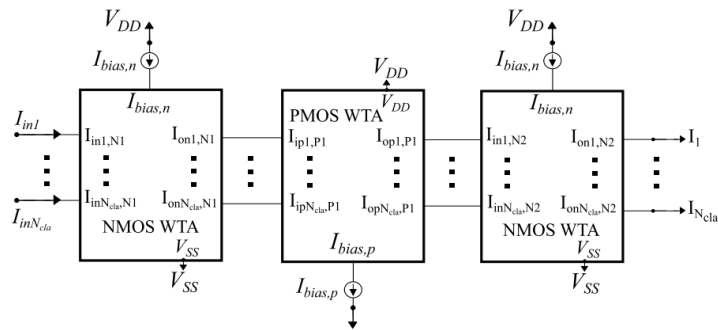 V_DD
I_bias,n
I_bias,n
I_in1
I_in1,N1
I_on1,N1
I_inN_cla
I_inN_cla,N1
I_onN_cla,N1
NMOS WTA
V_SS
V_SS
V_DD
V_DD
PMOS WTA
I_ip1,P1
I_op1,P1
I_ipN_cla,P1
I_opN_cla,P1
I_bias,p
I_bias,p
V_DD
I_bias,n
I_bias,n
I_in1,N2
I_on1,N2
I_1
I_inN_cla,N2
I_onN_cla,N2
I_N_cla
NMOS WTA
V_SS
V_SS